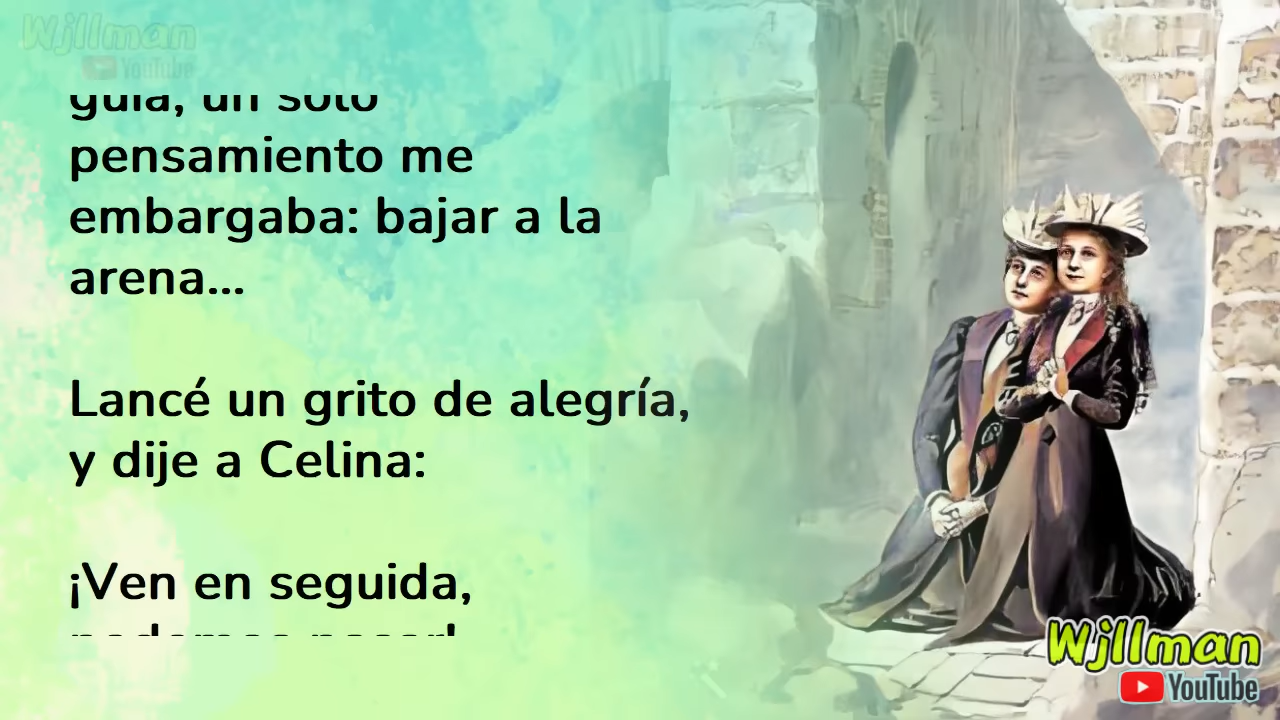 Wjllman
YouTube
guía, un solo
pensamiento me
embargaba: bajar a la
arena...
Lancé un grito de alegría,
y dije a Celina:
¡Ven en seguida,
podemos pasar!
Wjllman
YouTube